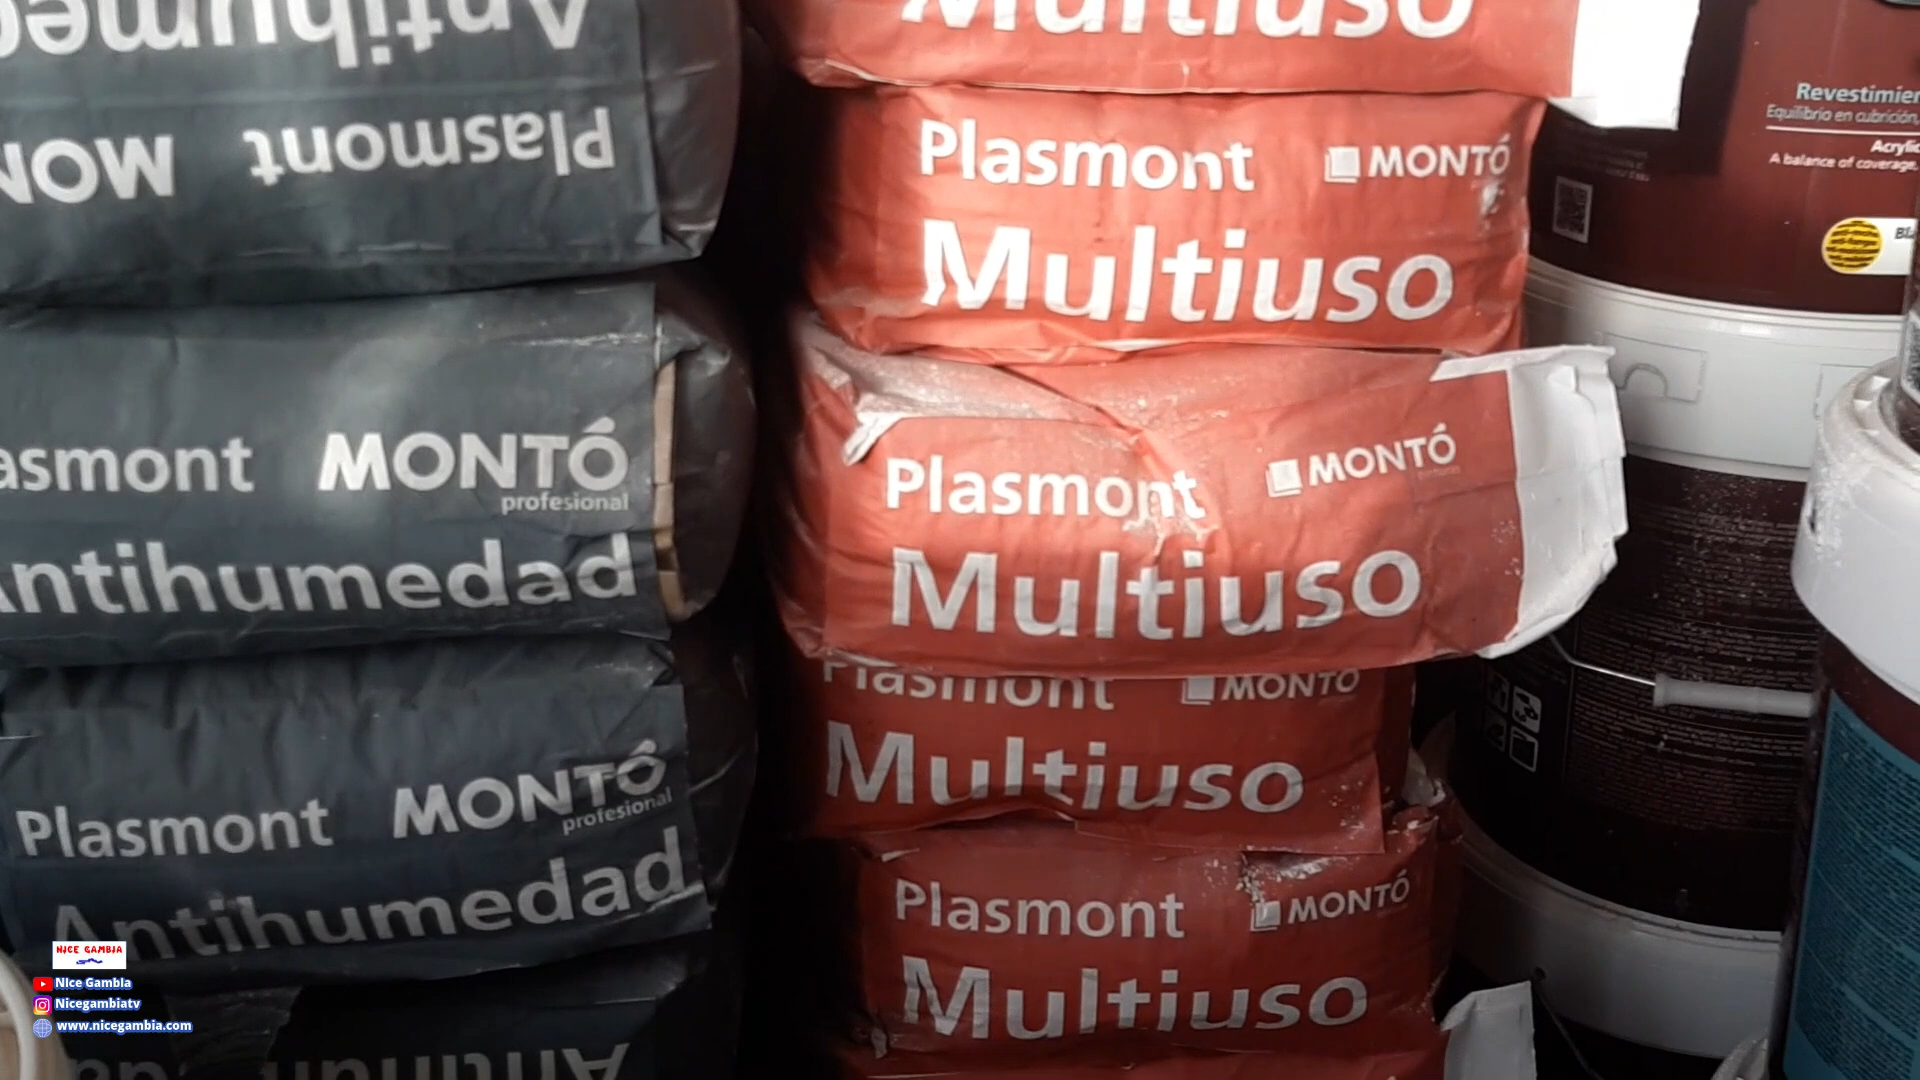 Antihumed
Plasmont MON
asmont MONTÓ
profesional
ntihumedad
Plasmont MONTÓ
profesional
Antihumedad
Multiuso
Plasmont MONTÓ
Multiuso
Plasmont MONTÓ
Multiuso
Plasmont MONTÓ
Multiuso
Plasmont MONTÓ
Multiuso
Revestimien
Equilibrio en cubrición,
Acrylic
A balance of coverage,
NICE GAMBIA
Nice Gambia
Nicegambiatv
www.nicegambia.com